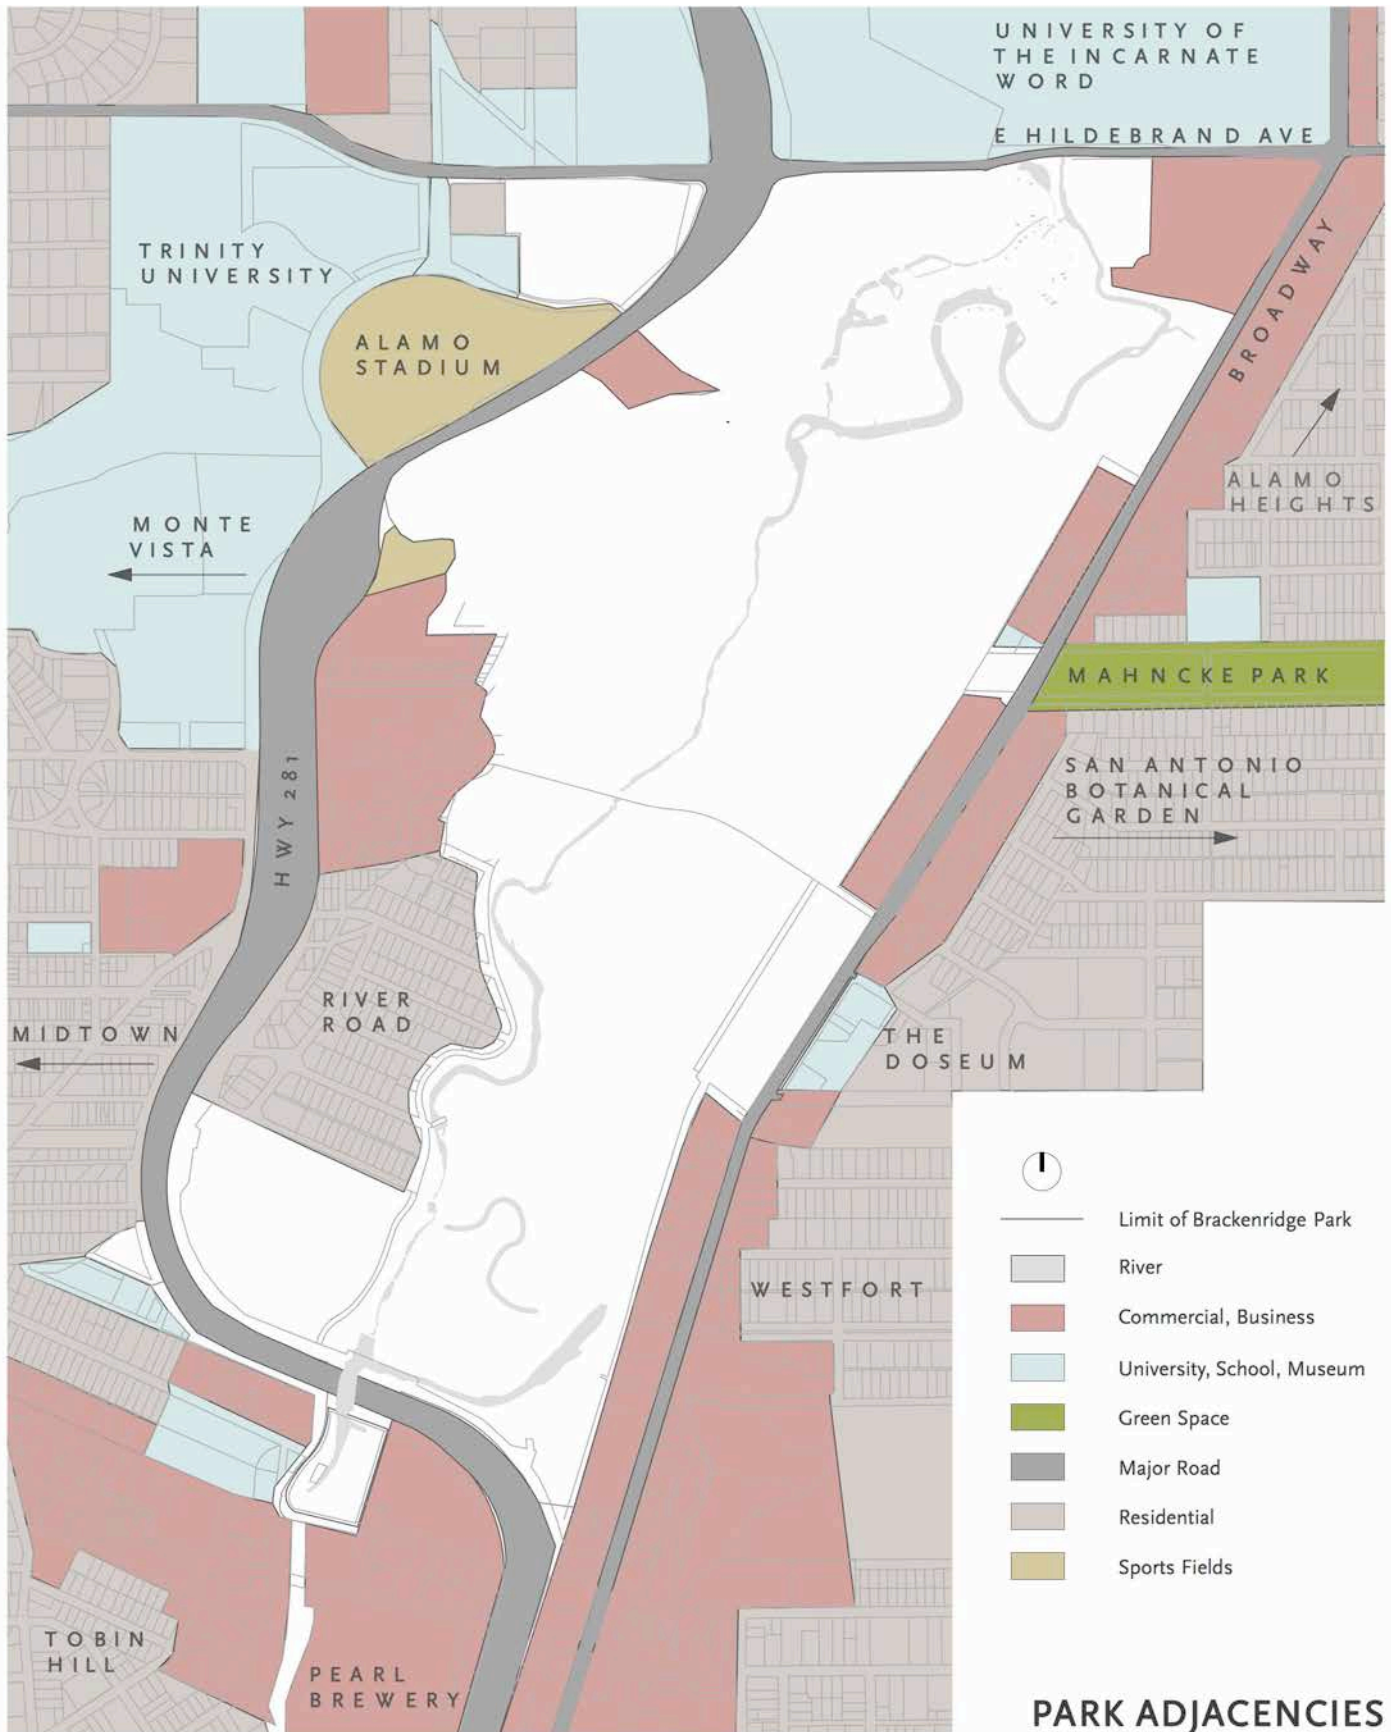 UNIVERSITY OF
THE INCARNATE
WORD
E HILDEBRAND AVE
TRINITY
UNIVERSITY
BROADWAY
ALAMO
STADIUM
ALAMO
HEIGHTS
MONTE
VISTA
MAHNCKE PARK
SAN ANTONIO
BOTANICAL
GARDEN
HWY 281
RIVER
ROAD
MIDTOWN
THE
DOSEUM
WESTFORT
Limit of Brackenridge Park
River
Commercial, Business
University, School, Museum
Green Space
Major Road
Residential
Sports Fields
TOBIN
HILL
PEARL
BREWERY
PARK ADJACENCIES